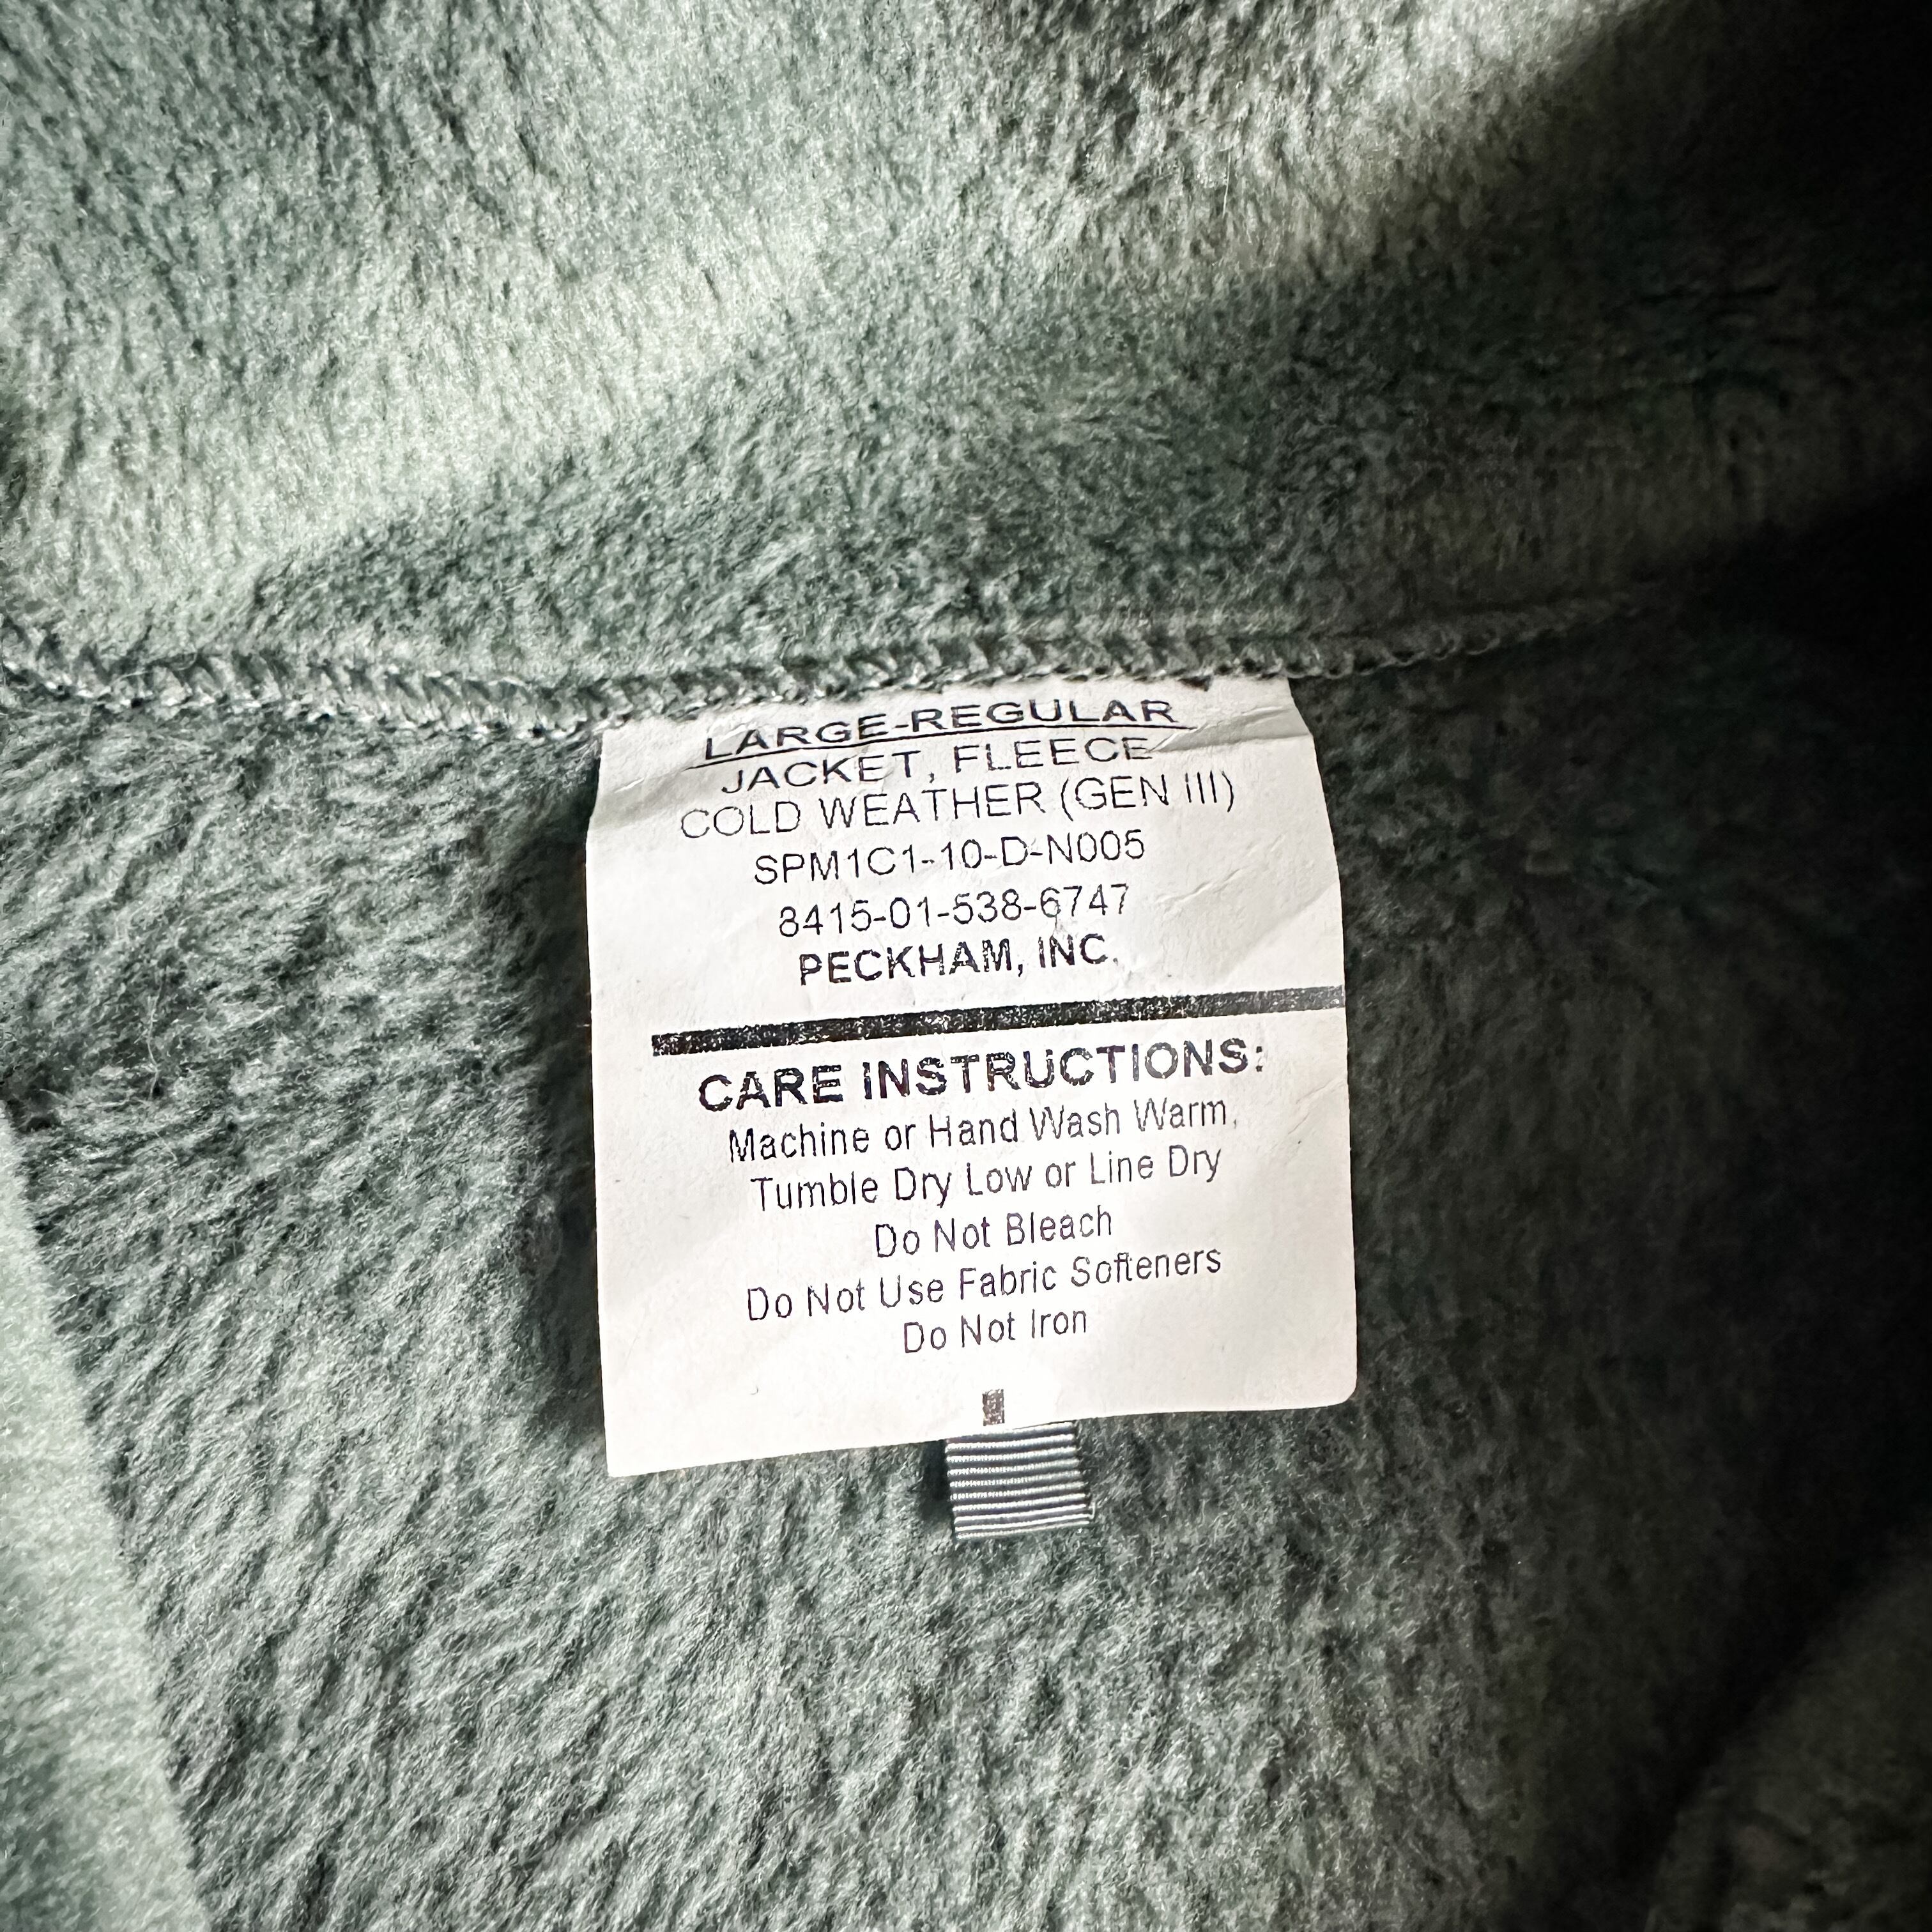 LARGE-REGULAR
JACKET, FLEECE
COLD WEATHER (GEN III)
SPM1C1-10-D-N005
8415-01-538-6747
PECKHAM, INC.
CARE INSTRUCTIONS:
Machine or Hand Wash Warm,
Tumble Dry Low or Line Dry
Do Not Bleach
Do Not Use Fabric Softeners
Do Not Iron